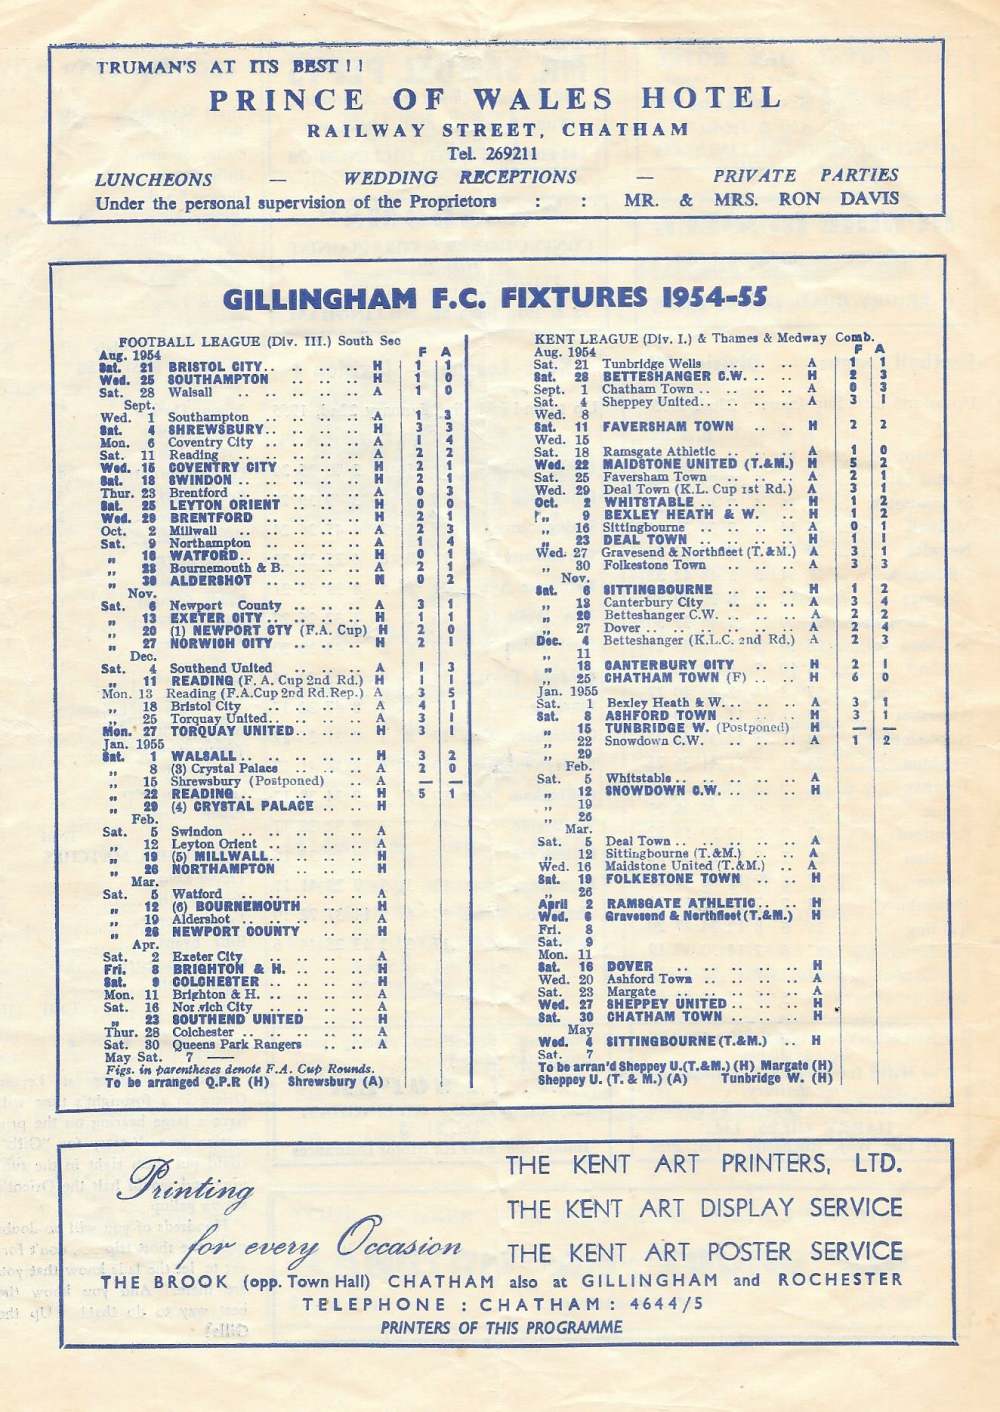 TRUMAN'S AT ITS BEST ! !
PRINCE OF WALES HOTEL
RAILWAY STREET, CHATHAM
Tel. 269211
LUNCHEONS — WEDDING RECEPTIONS — PRIVATE PARTIES
Under the personal supervision of the Proprietors : : MR. & MRS. RON DAVIS
GILLINGHAM F.C. FIXTURES 1954-55
FOOTBALL LEAGUE (Div. III.) South Sec
Aug. 1954 F A
Sat. 21 BRISTOL CITY.. .. .. .. H 1 1
Wed. 25 SOUTHAMPTON .. .. .. H 1 0
Sat. 28 Walsall .. .. .. .. .. A 1 0
Sept.
Wed. 1 Southampton .. .. .. .. A 1 3
Sat. 4 SHREWSBURY.. .. .. .. H 3 3
Mon. 6 Coventry City .. .. .. .. A 1 4
Sat. 11 Reading .. .. .. .. .. A 2 2
Wed. 15 COVENTRY CITY .. .. .. H 2 1
Sat. 18 SWINDON .. .. .. .. .. H 2 1
Thur. 23 Brentford .. .. .. .. .. A 0 3
Sat. 25 LEYTON ORIENT .. .. .. H 0 0
Wed. 29 BRENTFORD .. .. .. .. H 2 1
Oct. 2 Millwall .. .. .. .. .. A 2 3
Sat. 9 Northampton .. .. .. .. A 1 4
„ 16 WATFORD.. .. .. .. .. H 0 1
„ 23 Bournemouth & B. .. .. .. A 2 1
„ 30 ALDERSHOT .. .. .. .. H 0 2
Nov.
Sat. 6 Newport County .. .. .. A 3 1
„ 13 EXETER CITY .. .. .. .. H 1 1
„ 20 (1) NEWPORT CTY (F.A. Cup) H 2 0
„ 27 NORWICH CITY .. .. .. H 2 1
Dec.
Sat. 4 Southend United .. .. .. A 1 3
„ 11 READING (F. A. Cup 2nd Rd.) H 1 1
Mon. 13 Reading (F.A.Cup 2nd Rd.Rep.) A 3 5
„ 18 Bristol City .. .. .. .. A 4 1
„ 25 Torquay United.. .. .. .. A 3 1
Mon. 27 TORQUAY UNITED.. .. .. H 3 1
Jan. 1955
Sat. 1 WALSALL .. .. .. .. .. H 3 2
„ 8 (3) Crystal Palace .. .. .. A 2 0
„ 15 Shrewsbury (Postponed) .. A — —
„ 22 READING .. .. .. .. .. H 5 1
„ 29 (4) CRYSTAL PALACE .. .. H
Feb.
Sat. 5 Swindon .. .. .. .. .. A
„ 12 Leyton Orient .. .. .. .. A
„ 19 (5) MILLWALL.. .. .. .. H
„ 26 NORTHAMPTON .. .. .. H
Mar.
Sat. 5 Watford .. .. .. .. .. A
„ 12 (6) BOURNEMOUTH .. .. H
„ 19 Aldershot .. .. .. .. .. A
„ 26 NEWPORT COUNTY .. .. H
Apr.
Sat. 2 Exeter City .. .. .. .. A
Fri. 8 BRIGHTON & H. .. .. .. H
Sat. 9 COLCHESTER .. .. .. .. H
Mon. 11 Brighton & H. .. .. .. .. A
Sat. 16 Norwich City .. .. .. .. A
„ 23 SOUTHEND UNITED .. .. H
Thur. 28 Colchester .. .. .. .. .. A
Sat. 30 Queens Park Rangers .. .. A
May Sat. 7 ——
Figs. in parentheses denote F.A. Cup Rounds.
To be arranged Q.P.R (H) Shrewsbury (A)
KENT LEAGUE (Div. I.) & Thames & Medway Comb.
Aug. 1954 F A
Sat. 21 Tunbridge Wells .. .. .. A 1 1
Sat. 28 BETTESHANGER C.W. .. .. H 2 3
Sept. 1 Chatham Town .. .. .. .. A 0 3
Sat. 4 Sheppey United.. .. .. .. A 3 1
Wed. 8
Sat. 11 FAVERSHAM TOWN .. .. H 2 2
Wed. 15
Sat. 18 Ramsgate Athletic .. .. .. A 1 0
Wed. 22 MAIDSTONE UNITED (T.&M.) H 5 2
Sat. 25 Faversham Town .. .. .. A 2 1
Wed. 29 Deal Town (K.L. Cup 1st Rd.) A 3 1
Oct. 2 WHITSTABLE .. .. .. .. H 1 2
„ 9 BEXLEY HEATH & W. .. .. H 1 2
„ 16 Sittingbourne .. .. .. .. A 0 1
„ 23 DEAL TOWN .. .. .. .. H 1 1
Wed. 27 Gravesend & Northfleet (T.&M.) A 3 1
„ 30 Folkestone Town .. .. .. A 3 3
Nov.
Sat. 6 SITTINGBOURNE .. .. .. H 1 2
„ 13 Canterbury City .. .. .. A 3 4
„ 20 Betteshanger C.W. .. .. .. A 2 2
„ 27 Dover .. .. .. .. .. .. A 2 4
Dec. 4 Betteshanger (K.L.C. 2nd Rd.) A 2 3
„ 11
„ 18 CANTERBURY CITY .. .. H 2 1
„ 25 CHATHAM TOWN (F) .. .. H 6 0
Jan. 1955
Sat. 1 Bexley Heath & W... .. .. A 3 1
Sat. 8 ASHFORD TOWN .. .. .. H 3 1
„ 15 TUNBRIDGE W. (Postponed) H — —
„ 22 Snowdown C.W. .. .. .. A 1 2
„ 29
Feb.
Sat. 5 Whitstable .. .. .. .. .. A
„ 12 SNOWDOWN C.W. .. .. .. H
„ 19
„ 26
Mar.
Sat. 5 Deal Town .. .. .. .. .. A
„ 12 Sittingbourne (T.&M.) .. .. A
Wed. 16 Maidstone United (T.&M.) .. A
Sat. 19 FOLKESTONE TOWN .. .. H
„ 26
April 2 RAMSGATE ATHLETIC.. .. H
Wed. 6 Gravesend & Northfleet (T.&M.) H
Fri. 8
Sat. 9
Mon. 11
Sat. 16 DOVER .. .. .. .. .. H
Wed. 20 Ashford Town .. .. .. .. A
Sat. 23 Margate .. .. .. .. .. A
Wed. 27 SHEPPEY UNITED .. .. .. H
Sat. 30 CHATHAM TOWN .. .. .. H
May
Wed. 4 SITTINGBOURNE (T.&M.) .. H
Sat. 7
To be arran'd Sheppey U.(T.&M.) (H) Margate (H)
Sheppey U. (T. & M.) (A) Tunbridge W. (H)
Printing
for every Occasion
THE KENT ART PRINTERS, LTD.
THE KENT ART DISPLAY SERVICE
THE KENT ART POSTER SERVICE
THE BROOK (opp. Town Hall) CHATHAM also at GILLINGHAM and ROCHESTER
TELEPHONE : CHATHAM : 4644/5
PRINTERS OF THIS PROGRAMME